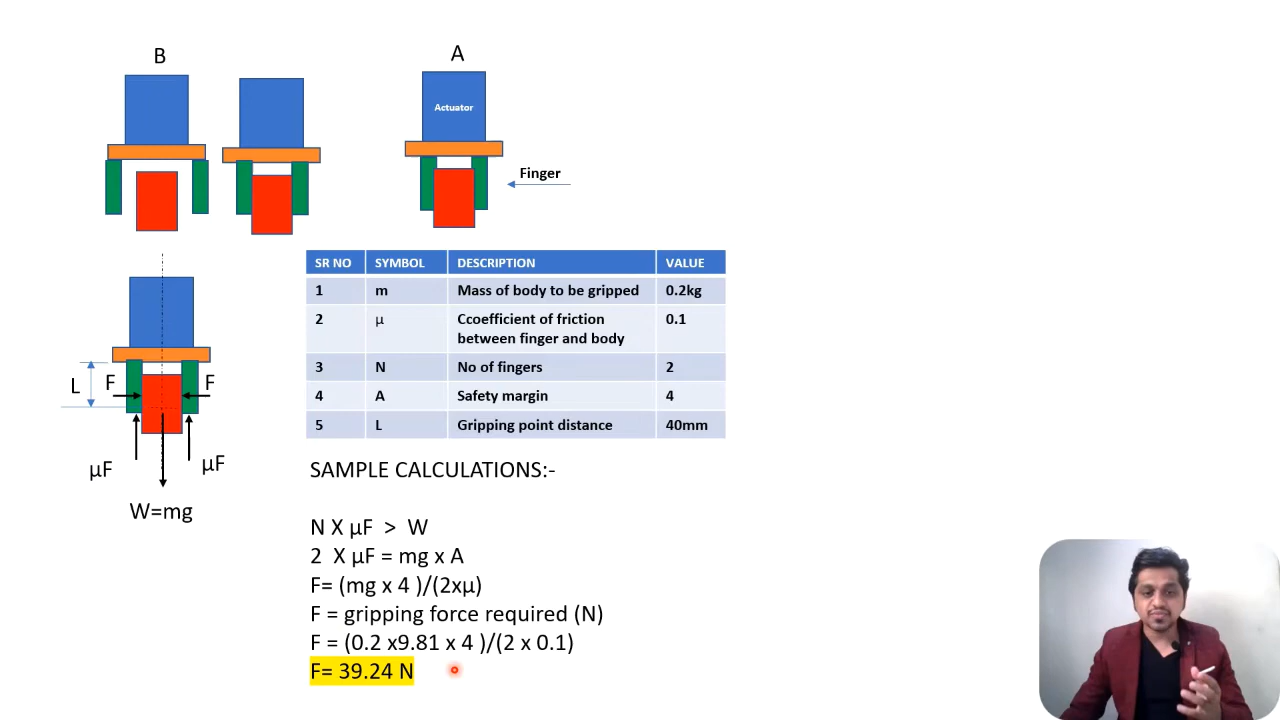 B
A
Actuator
Finger
SR NO SYMBOL DESCRIPTION VALUE
1 m Mass of body to be gripped 0.2kg
2 μ Ccoefficient of friction between finger and body 0.1
3 N No of fingers 2
4 A Safety margin 4
5 L Gripping point distance 40mm
L
F
F
μF
μF
W=mg
SAMPLE CALCULATIONS:-
N X μF > W
2 X μF = mg x A
F= (mg x 4 )/(2xμ)
F = gripping force required (N)
F = (0.2 x9.81 x 4 )/(2 x 0.1)
F= 39.24 N